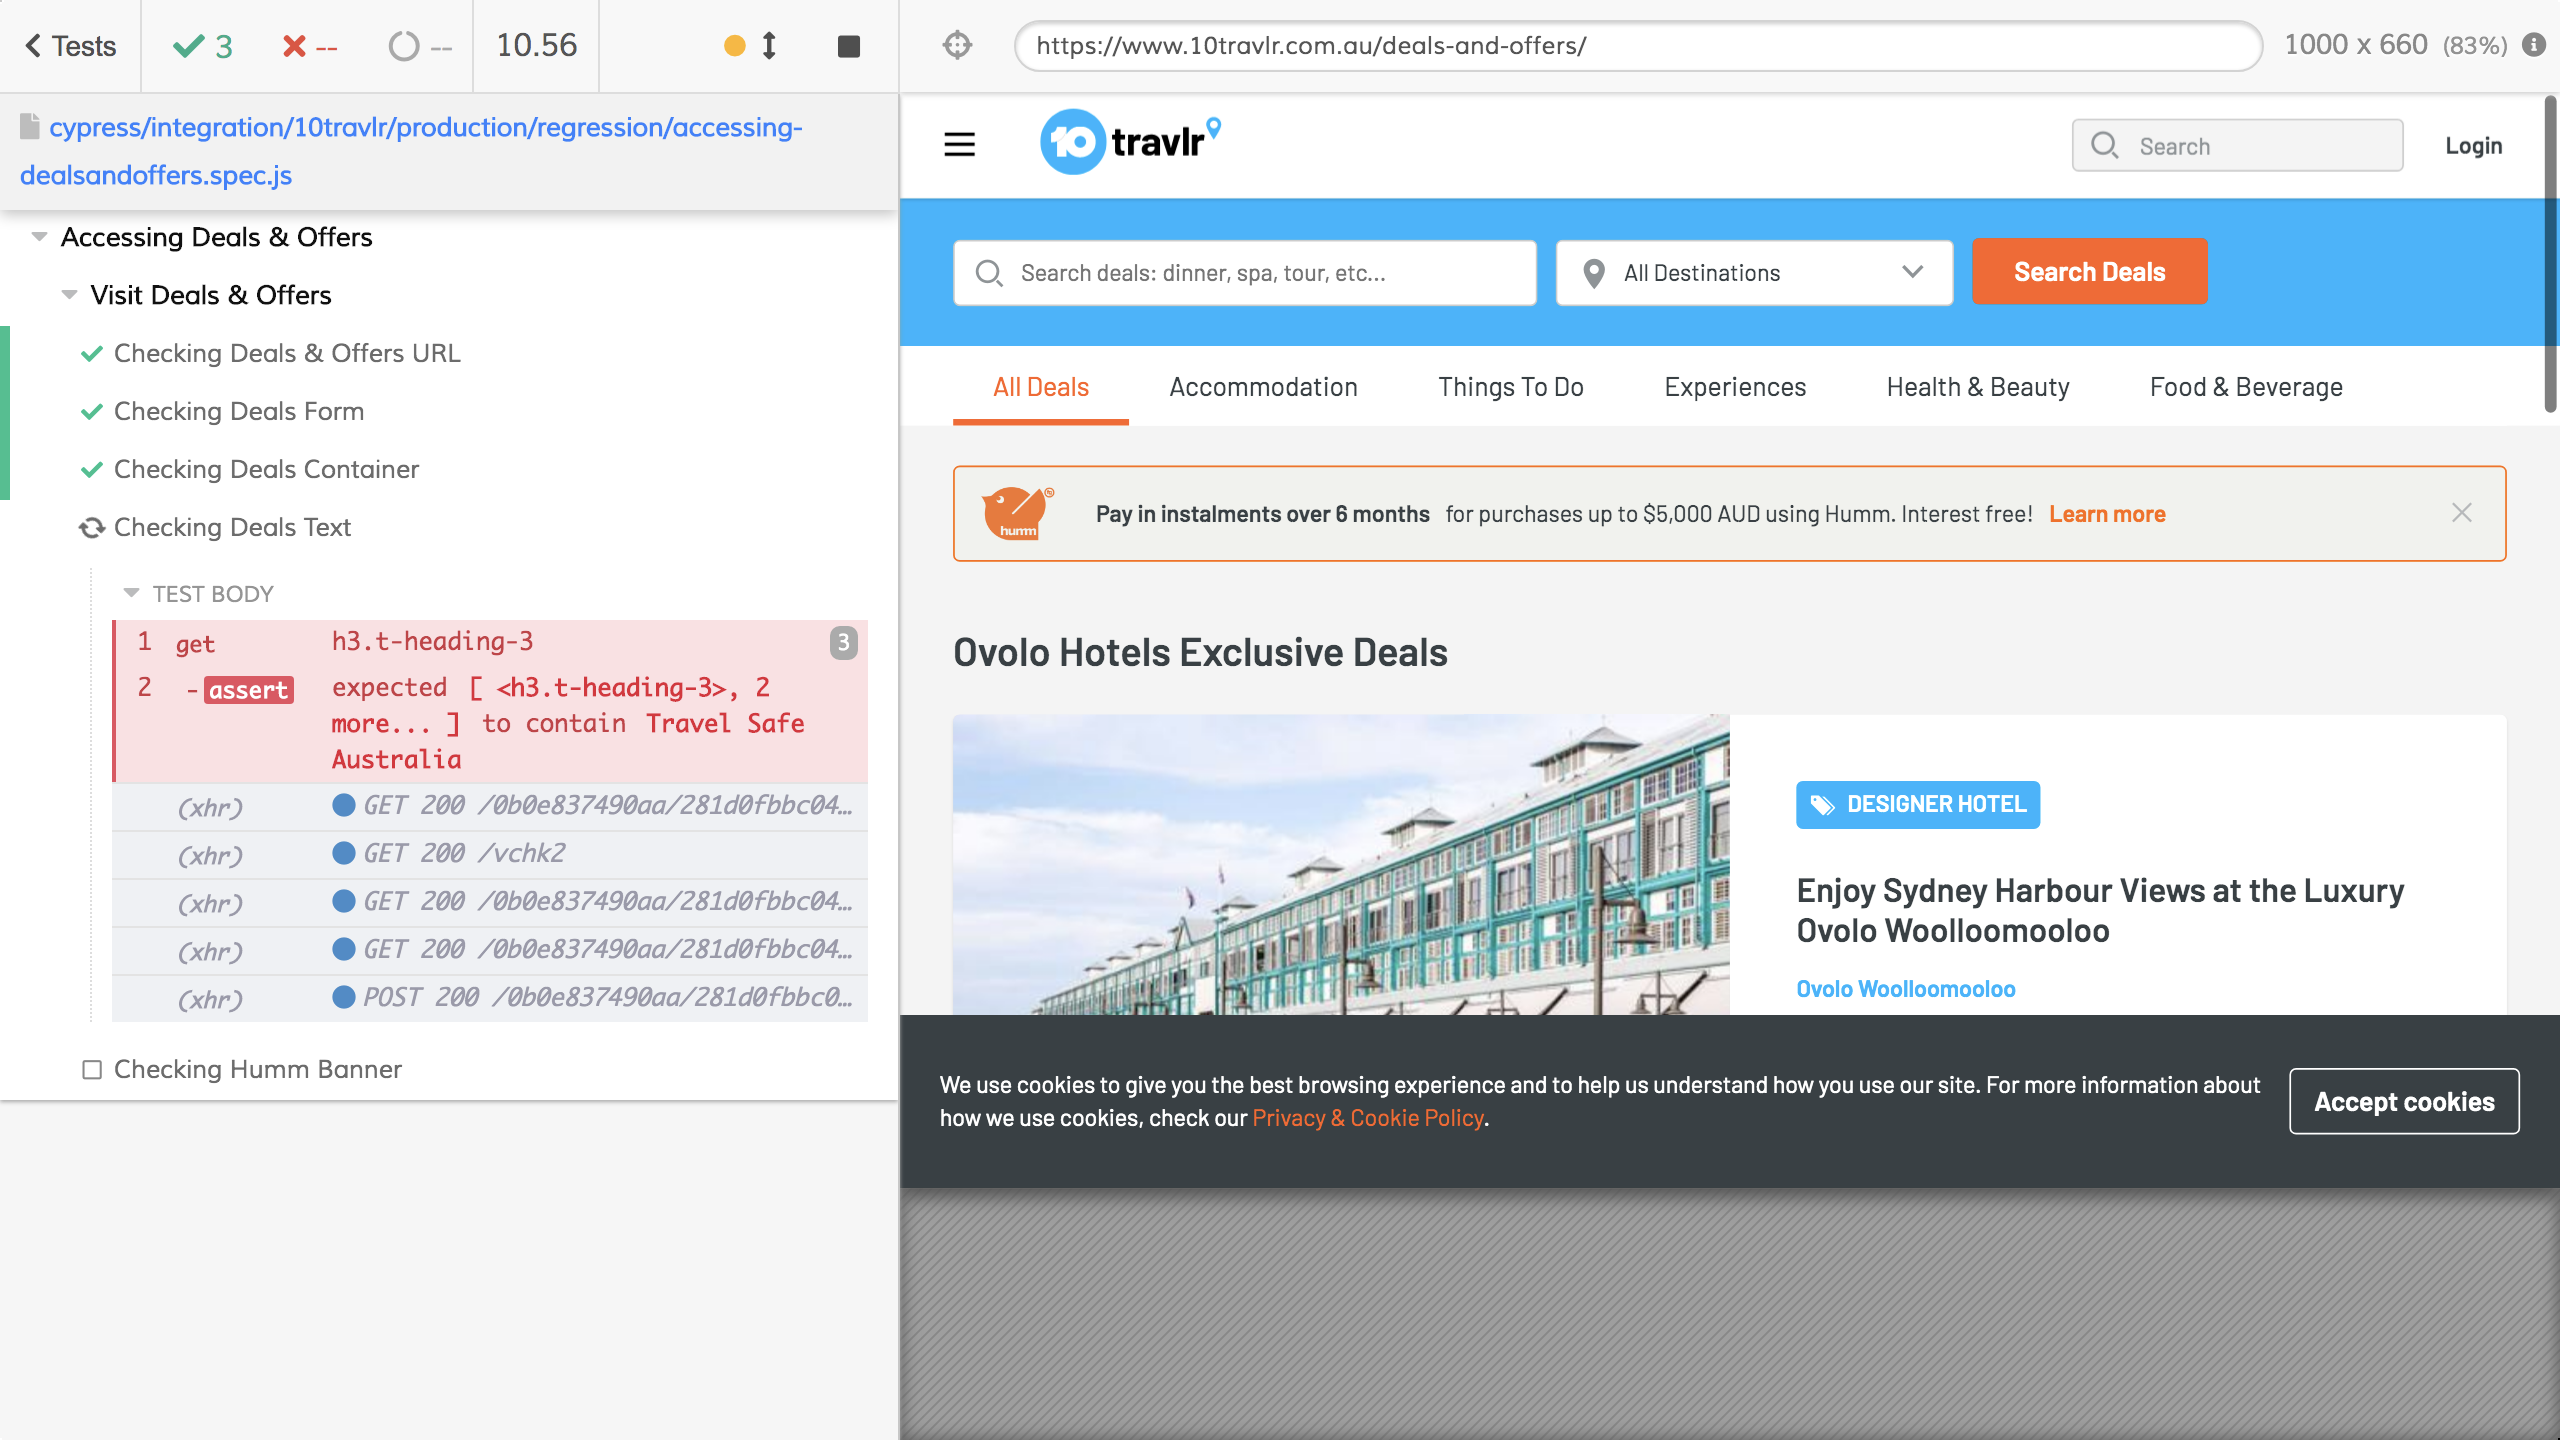 Tests
3
--
--
10.56
https://www.10travlr.com.au/deals-and-offers/
1000 x 660 (83%)
cypress/integration/10travlr/production/regression/accessing-
dealsandoffers.spec.js
Accessing Deals & Offers
Visit Deals & Offers
Checking Deals & Offers URL
Checking Deals Form
Checking Deals Container
Checking Deals Text
TEST BODY
1 get h3.t-heading-3 3
2 -assert expected [ <h3.t-heading-3>, 2
more... ] to contain Travel Safe
Australia
(xhr) GET 200 /0b0e837490aa/281d0fbbc04…
(xhr) GET 200 /vchk2
(xhr) GET 200 /0b0e837490aa/281d0fbbc04…
(xhr) GET 200 /0b0e837490aa/281d0fbbc04…
(xhr) POST 200 /0b0e837490aa/281d0fbbc0…
Checking Humm Banner
10 travlr
Search
Login
Search deals: dinner, spa, tour, etc...
All Destinations
Search Deals
All Deals
Accommodation
Things To Do
Experiences
Health & Beauty
Food & Beverage
humm
Pay in instalments over 6 months for purchases up to $5,000 AUD using Humm. Interest free! Learn more
Ovolo Hotels Exclusive Deals
DESIGNER HOTEL
Enjoy Sydney Harbour Views at the Luxury
Ovolo Woolloomooloo
Ovolo Woolloomooloo
We use cookies to give you the best browsing experience and to help us understand how you use our site. For more information about
how we use cookies, check our Privacy & Cookie Policy.
Accept cookies